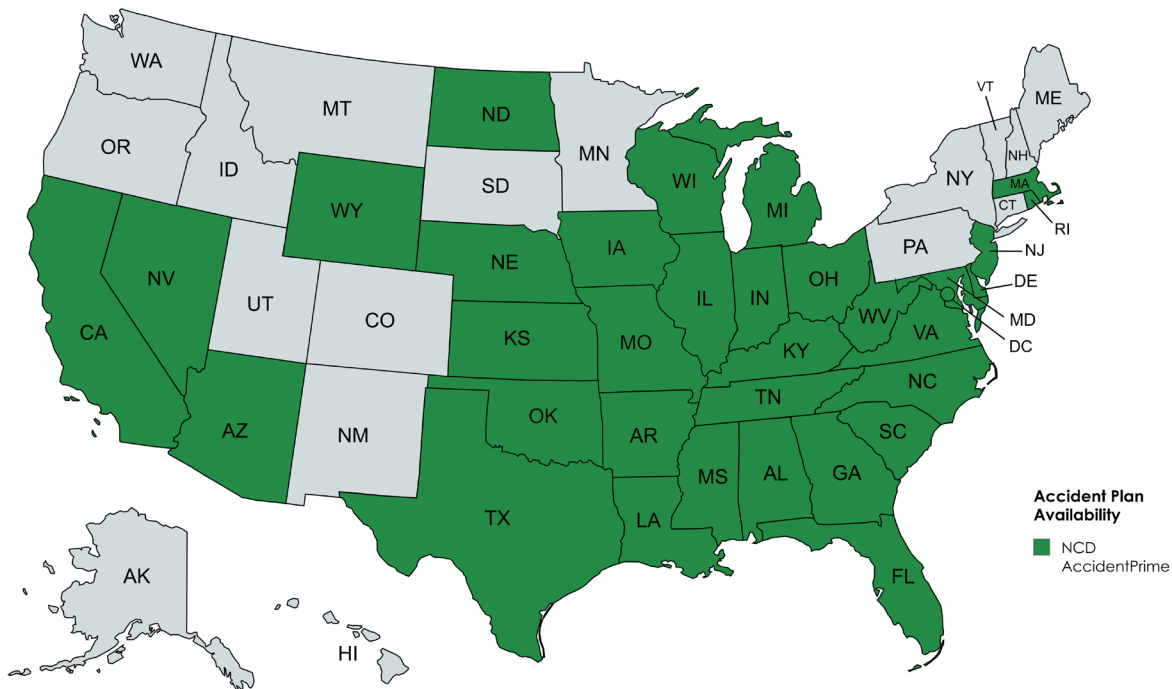 WA
MT
ND
MN
VT
ME
OR
ID
SD
WI
NH
NY
MA
WY
MI
CT
RI
NV
NE
IA
PA
NJ
UT
CO
IL
IN
OH
DE
CA
KS
MO
WV
VA
MD
DC
KY
AZ
NM
OK
TN
NC
AR
SC
TX
MS
AL
GA
LA
Accident Plan
Availability
NCD
AccidentPrime
AK
FL
HI